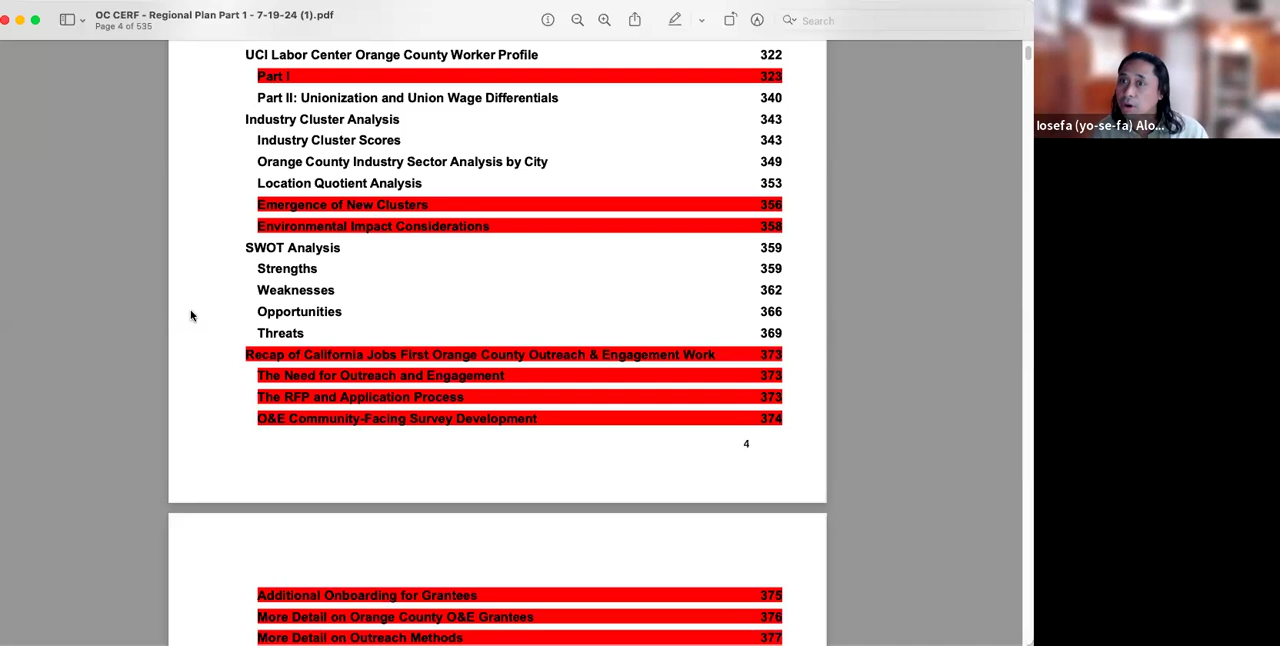 OC CERF - Regional Plan Part 1 - 7-19-24 (1).pdf
Page 4 of 535
Search
UCI Labor Center Orange County Worker Profile 322
Part I 323
Part II: Unionization and Union Wage Differentials 340
Industry Cluster Analysis 343
Industry Cluster Scores 343
Orange County Industry Sector Analysis by City 349
Location Quotient Analysis 353
Emergence of New Clusters 356
Environmental Impact Considerations 358
SWOT Analysis 359
Strengths 359
Weaknesses 362
Opportunities 366
Threats 369
Recap of California Jobs First Orange County Outreach & Engagement Work 373
The Need for Outreach and Engagement 373
The RFP and Application Process 373
O&E Community-Facing Survey Development 374
4
Additional Onboarding for Grantees 375
More Detail on Orange County O&E Grantees 376
More Detail on Outreach Methods 377
Iosefa (yo-se-fa) Alo...